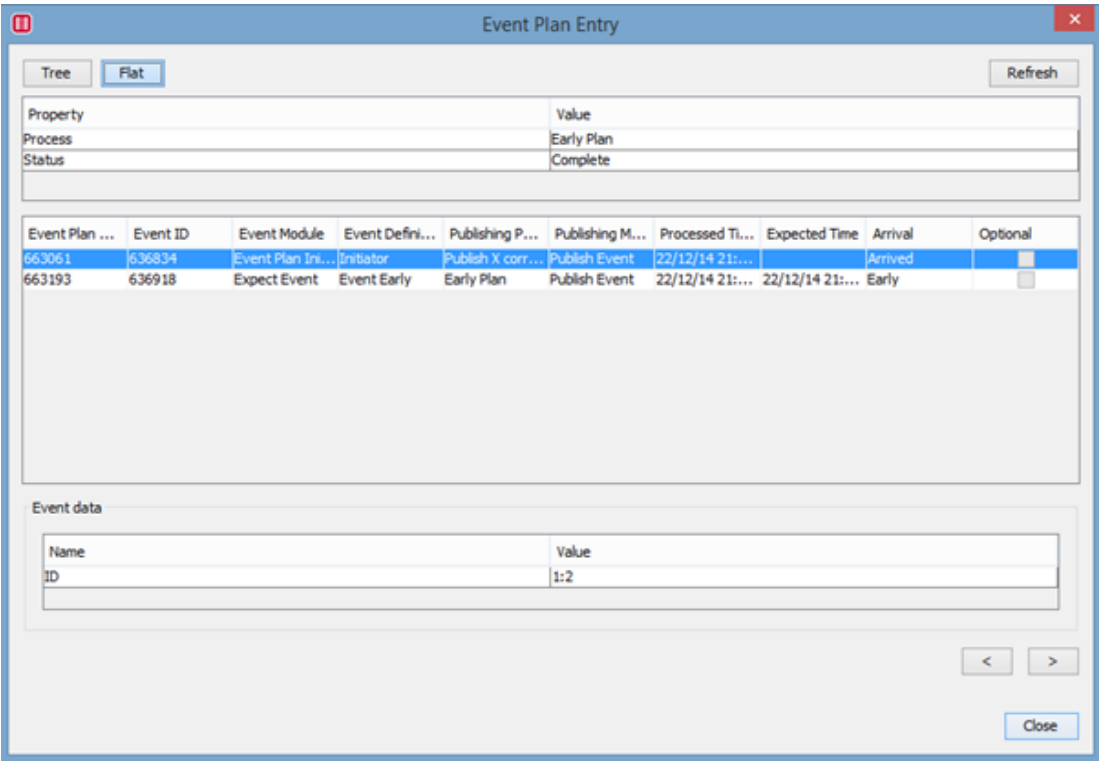 Event Plan Entry
Tree Flat Refresh
Property Value
Process Early Plan
Status Complete
Event Plan ... Event ID Event Module Event Defini... Publishing P... Publishing M... Processed Ti... Expected Time Arrival Optional
663061 636834 Event Plan Ini... Initiator Publish X corr... Publish Event 22/12/14 21:... Arrived
663193 636918 Expect Event Event Early Early Plan Publish Event 22/12/14 21:... 22/12/14 21:... Early
Event data
Name Value
ID 1:2
< >
Close